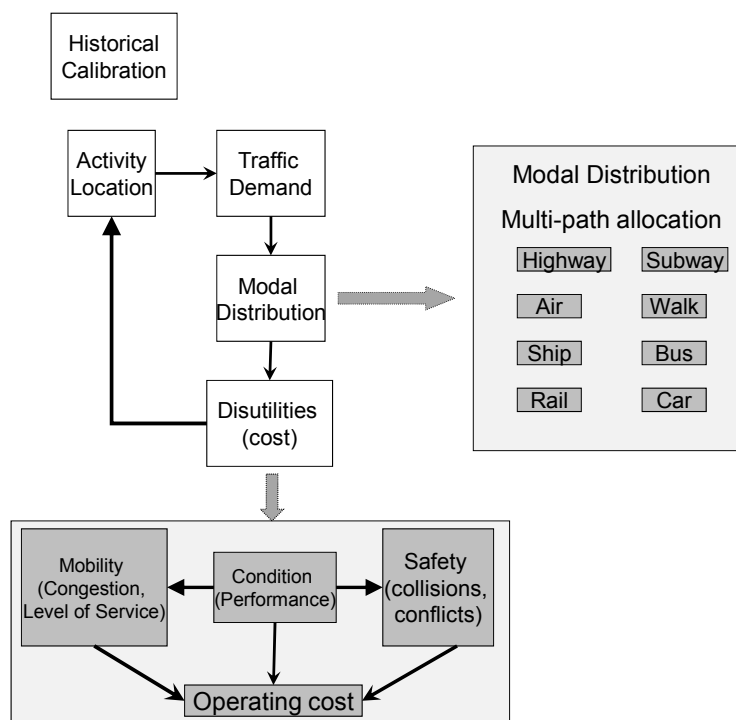 Historical
Calibration
Activity
Location
Traffic
Demand
Modal
Distribution
Disutilities
(cost)
Modal Distribution
Multi-path allocation
Highway
Subway
Air
Walk
Ship
Bus
Rail
Car
Mobility
(Congestion,
Level of Service)
Condition
(Performance)
Safety
(collisions,
conflicts)
Operating cost